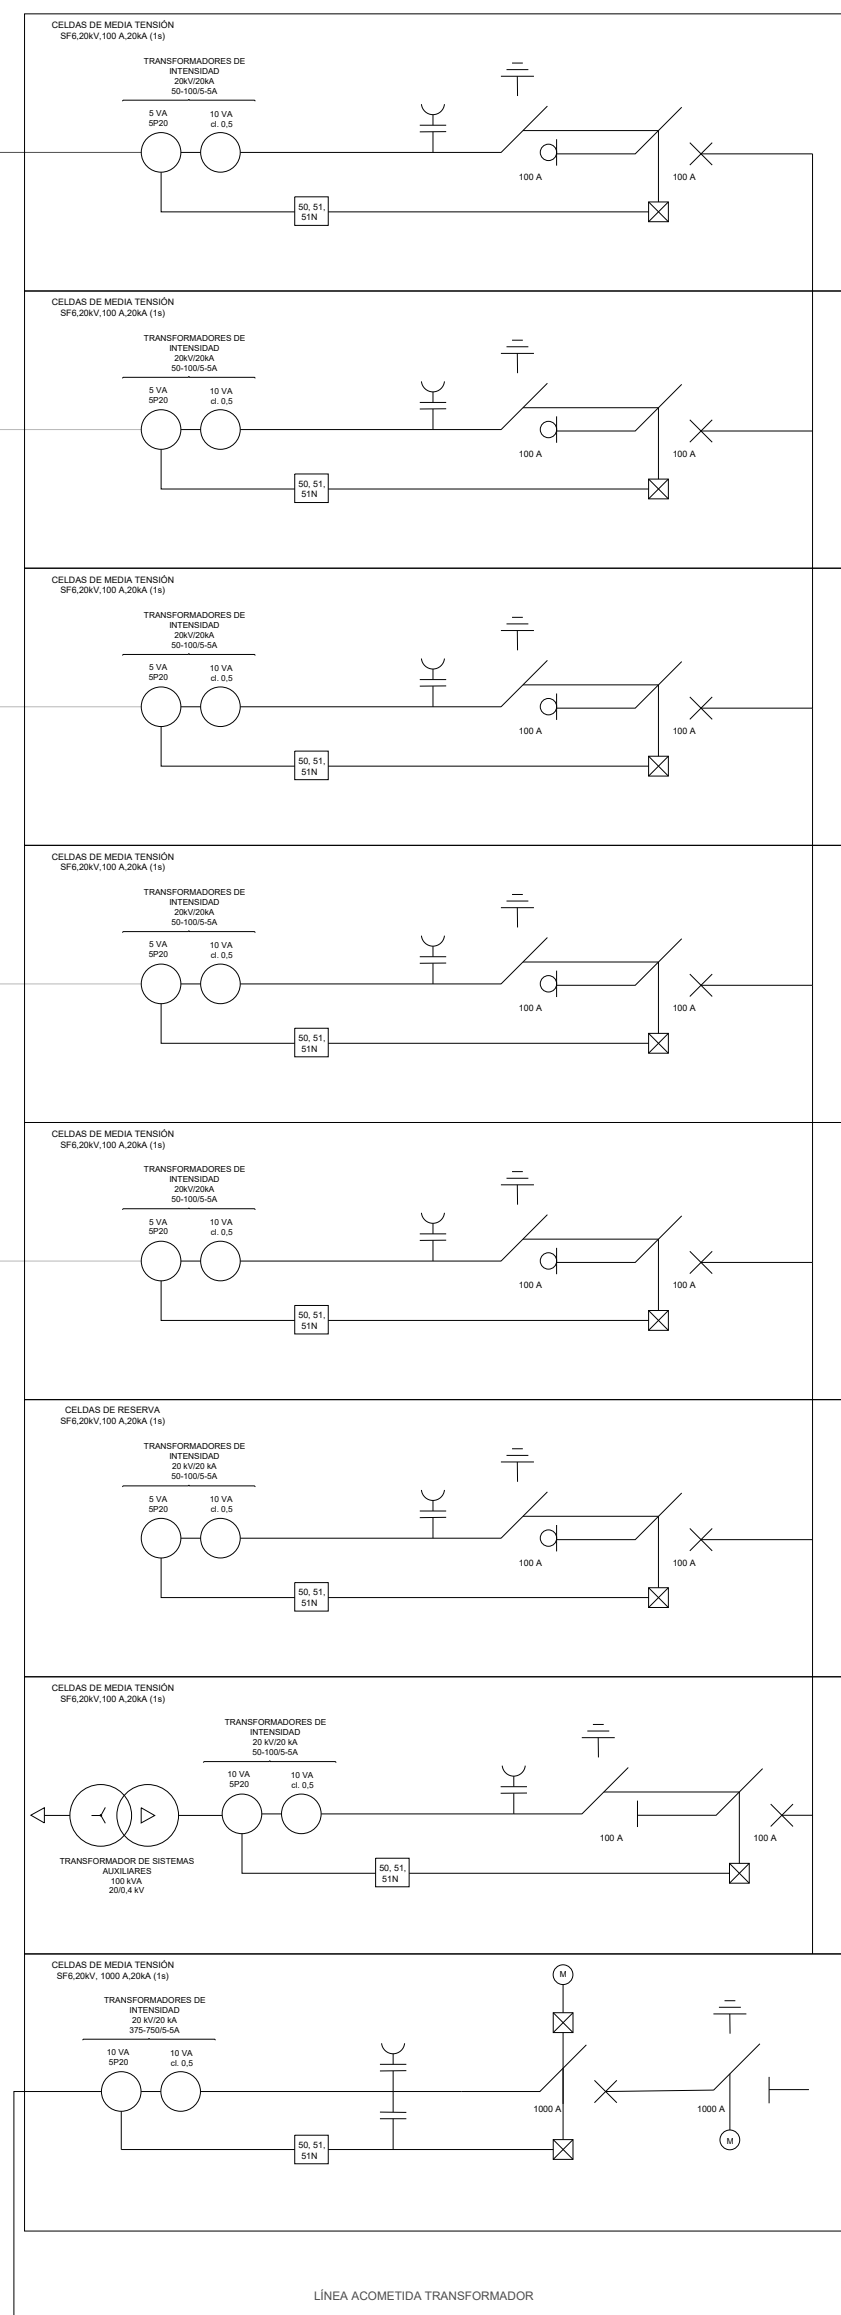 CELDAS DE MEDIA TENSIÓN
SF6,20kV,100 A,20kA (1s)
TRANSFORMADORES DE
INTENSIDAD
20kV/20kA
50-100/5-5A
5 VA
5P20
10 VA
cl. 0,5
100 A
100 A
50, 51,
51N
CELDAS DE MEDIA TENSIÓN
SF6,20kV,100 A,20kA (1s)
TRANSFORMADORES DE
INTENSIDAD
20kV/20kA
50-100/5-5A
5 VA
5P20
10 VA
cl. 0,5
100 A
100 A
50, 51,
51N
CELDAS DE MEDIA TENSIÓN
SF6,20kV,100 A,20kA (1s)
TRANSFORMADORES DE
INTENSIDAD
20kV/20kA
50-100/5-5A
5 VA
5P20
10 VA
cl. 0,5
100 A
100 A
50, 51,
51N
CELDAS DE MEDIA TENSIÓN
SF6,20kV,100 A,20kA (1s)
TRANSFORMADORES DE
INTENSIDAD
20kV/20kA
50-100/5-5A
5 VA
5P20
10 VA
cl. 0,5
100 A
100 A
50, 51,
51N
CELDAS DE MEDIA TENSIÓN
SF6,20kV,100 A,20kA (1s)
TRANSFORMADORES DE
INTENSIDAD
20kV/20kA
50-100/5-5A
5 VA
5P20
10 VA
cl. 0,5
100 A
100 A
50, 51,
51N
CELDAS DE RESERVA
SF6,20kV,100 A,20kA (1s)
TRANSFORMADORES DE
INTENSIDAD
20 kV/20 kA
50-100/5-5A
5 VA
5P20
10 VA
cl. 0,5
100 A
100 A
50, 51,
51N
CELDAS DE MEDIA TENSIÓN
SF6,20kV,100 A,20kA (1s)
TRANSFORMADORES DE
INTENSIDAD
20 kV/20 kA
50-100/5-5A
10 VA
5P20
10 VA
cl. 0,5
100 A
100 A
TRANSFORMADOR DE SISTEMAS
AUXILIARES
100 kVA
20/0,4 kV
50, 51,
51N
CELDAS DE MEDIA TENSIÓN
SF6,20kV, 1000 A,20kA (1s)
M
TRANSFORMADORES DE
INTENSIDAD
20 kV/20 kA
375-750/5-5A
10 VA
5P20
10 VA
cl. 0,5
1000 A
1000 A
M
50, 51,
51N
LÍNEA ACOMETIDA TRANSFORMADOR